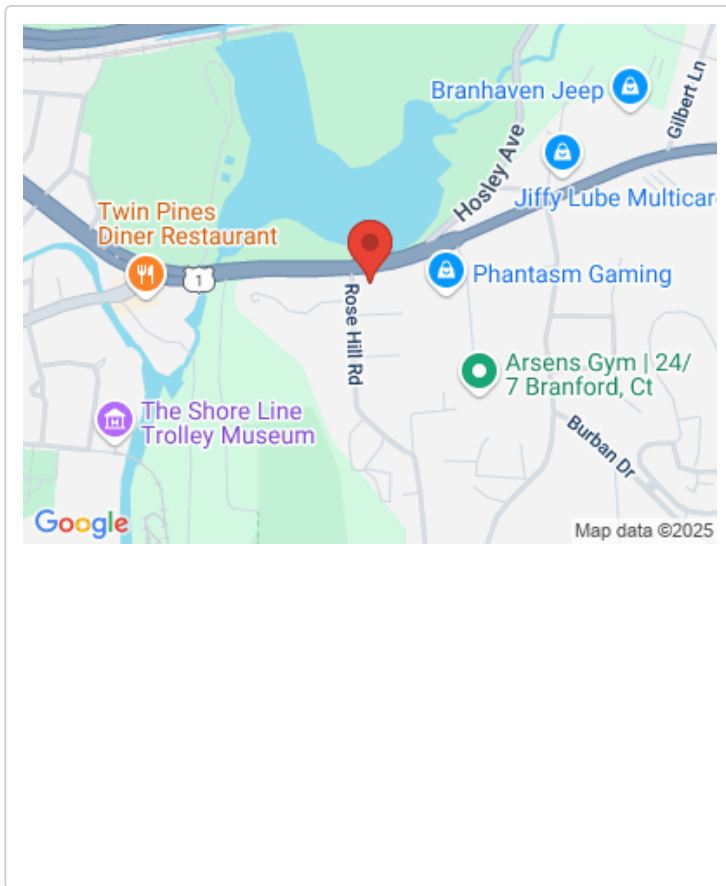 Branhaven Jeep
Gilbert Ln
Hosley Ave
Jiffy Lube Multicar
Twin Pines
Diner Restaurant
1
Phantasm Gaming
Rose Hill Rd
Arsens Gym | 24/
7 Branford, Ct
The Shore Line
Trolley Museum
Burban Dr
Google
Map data ©2025